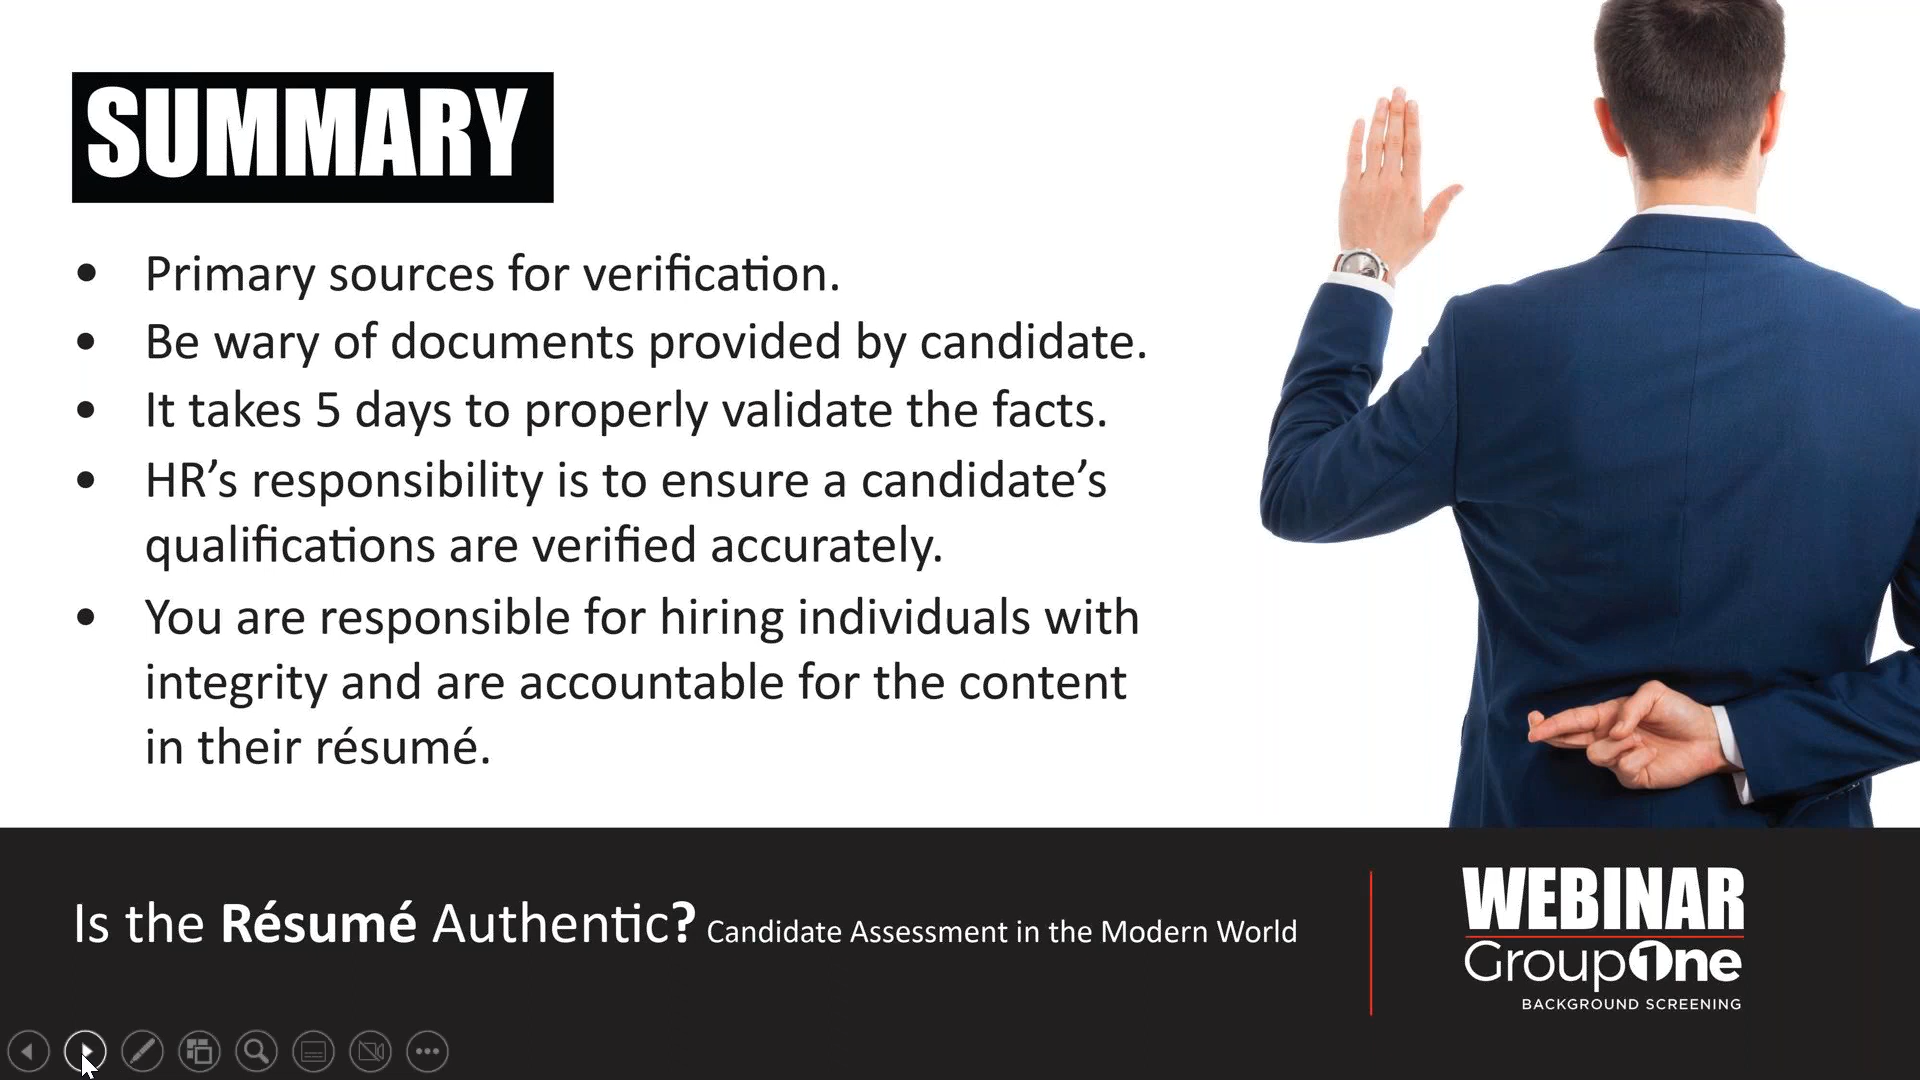 SUMMARY
• Primary sources for verification.
• Be wary of documents provided by candidate.
• It takes 5 days to properly validate the facts.
• HR’s responsibility is to ensure a candidate’s
qualifications are verified accurately.
• You are responsible for hiring individuals with
integrity and are accountable for the content
in their résumé.
Is the Résumé Authentic? Candidate Assessment in the Modern World
WEBINAR
GroupOne
BACKGROUND SCREENING